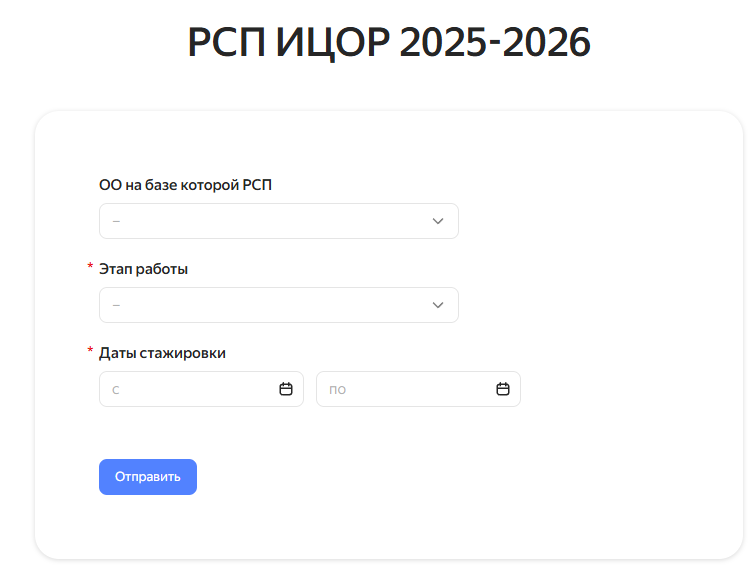 РСП ИЦОР 2025-2026
ОО на базе которой РСП
–
* Этап работы
–
* Даты стажировки
с по
Отправить